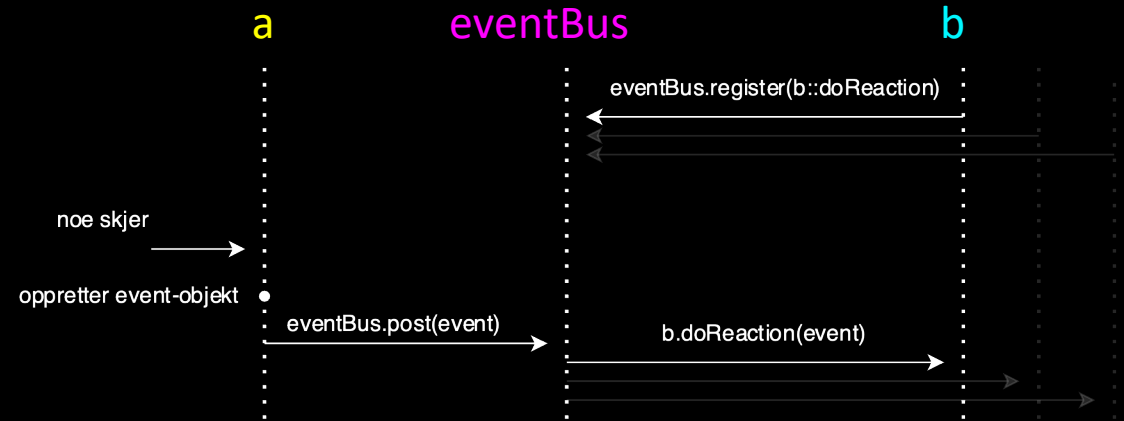 a
eventBus
b
eventBus.register(b::doReaction)
noe skjer
oppretter event-objekt
eventBus.post(event)
b.doReaction(event)